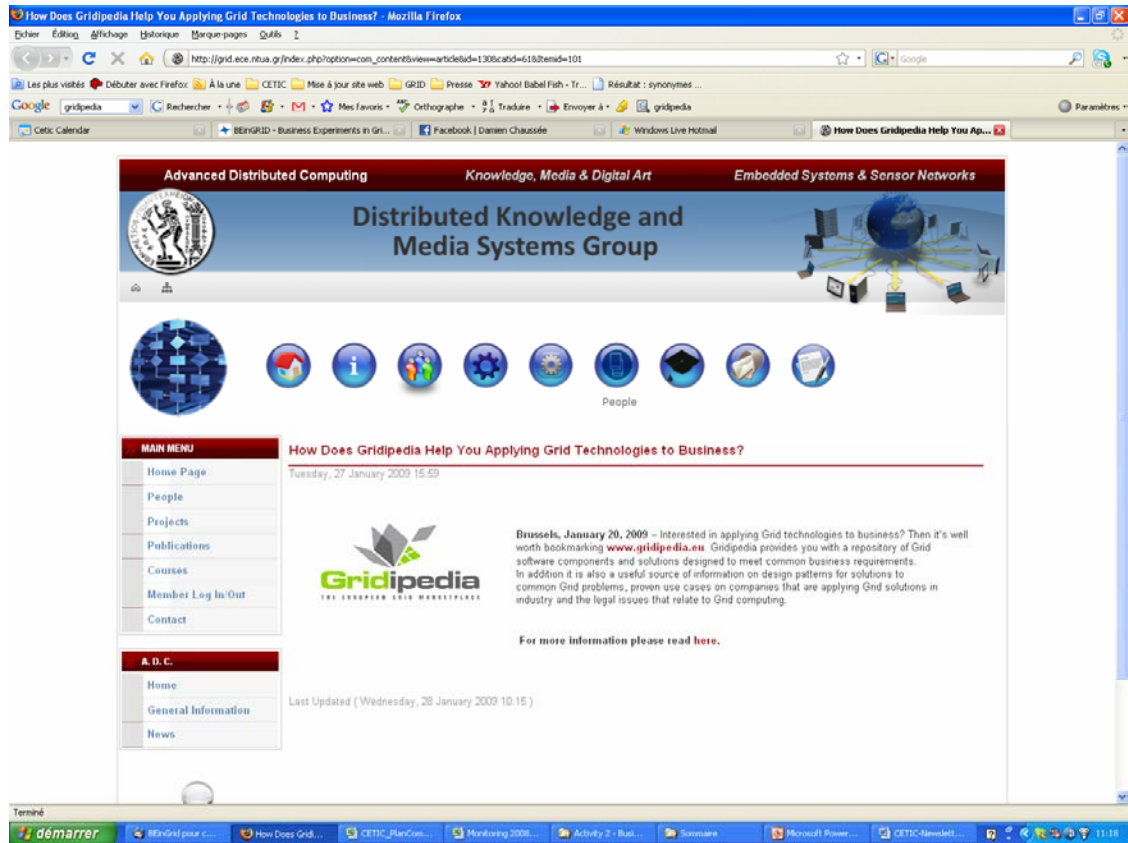 How Does Gridipedia Help You Applying Grid Technologies to Business? - Mozilla Firefox
Fichier Édition Affichage Historique Marque-pages Outils ?
http://grid.ece.ntua.gr/index.php?option=com_content&view=article&id=130&catid=61&Itemid=101
Google
Les plus visités Débuter avec Firefox À la une CETIC Mise à jour site web GRID Presse Yahoo! Babel Fish - Tr... Résultat : synonymes ...
Google gridpedia Rechercher Mes favoris Orthographe Traduire Envoyer à gridpedia Paramètres
Cetic Calendar BEinGRID - Business Experiments in Gri... Facebook | Damien Chaussée Windows Live Hotmail How Does Gridipedia Help You Ap...
Advanced Distributed Computing Knowledge, Media & Digital Art Embedded Systems & Sensor Networks
Distributed Knowledge and
Media Systems Group
People
MAIN MENU
Home Page
People
Projects
Publications
Courses
Member Log In/Out
Contact
A. D. C.
Home
General Information
News
How Does Gridipedia Help You Applying Grid Technologies to Business?
Tuesday, 27 January 2009 15:59
Gridipedia
THE EUROPEAN GRID MARKETPLACE
Brussels, January 20, 2009 – Interested in applying Grid technologies to business? Then it's well
worth bookmarking www.gridipedia.eu. Gridipedia provides you with a repository of Grid
software components and solutions designed to meet common business requirements.
In addition it is also a useful source of information on design patterns for solutions to
common Grid problems, proven use cases on companies that are applying Grid solutions in
industry and the legal issues that relate to Grid computing.
For more information please read here.
Last Updated ( Wednesday, 28 January 2009 10:15 )
Terminé
démarrer BEinGrid pour c... How Does Grid... CETIC_PlanCom... Monitoring 2008... Activity 2 - Busi... Sommaire Microsoft Power... CETIC-Newslett... 11:18